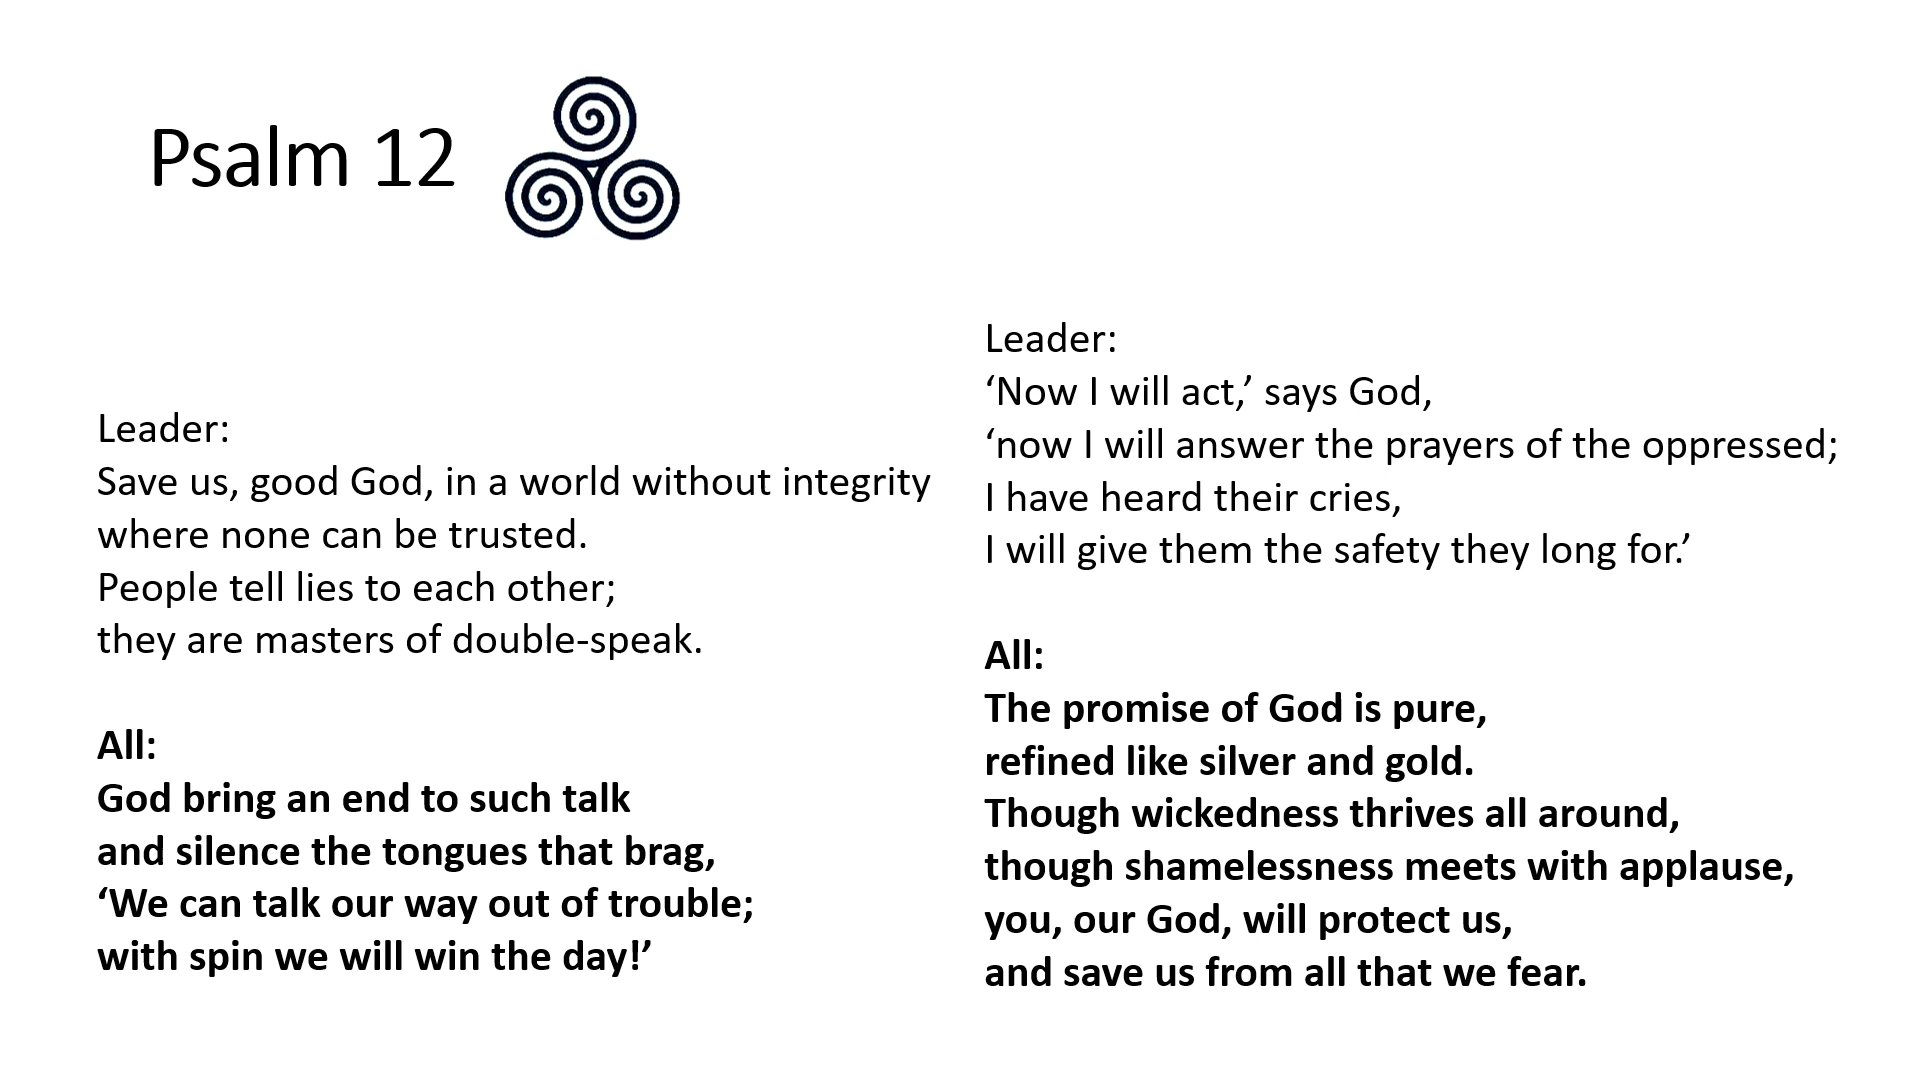 Psalm 12
Leader:
Save us, good God, in a world without integrity
where none can be trusted.
People tell lies to each other;
they are masters of double-speak.
All:
God bring an end to such talk
and silence the tongues that brag,
‘We can talk our way out of trouble;
with spin we will win the day!’
Leader:
‘Now I will act,’ says God,
‘now I will answer the prayers of the oppressed;
I have heard their cries,
I will give them the safety they long for.’
All:
The promise of God is pure,
refined like silver and gold.
Though wickedness thrives all around,
though shamelessness meets with applause,
you, our God, will protect us,
and save us from all that we fear.